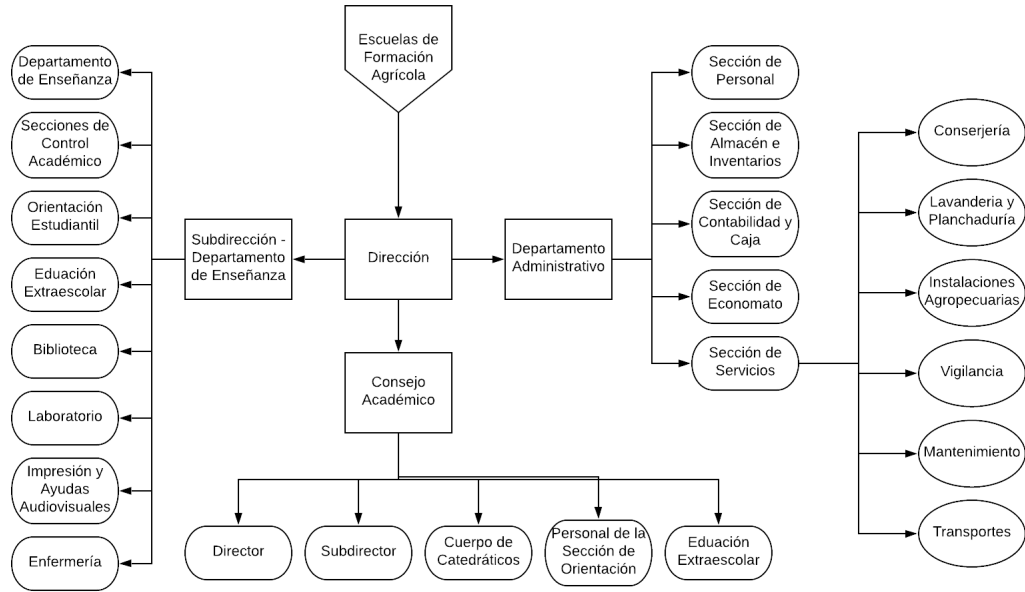 Escuelas de
Formación
Agrícola
Departamento
de Enseñanza
Secciones de
Control
Académico
Orientación
Estudiantil
Eduación
Extraescolar
Biblioteca
Laboratorio
Impresión y
Ayudas
Audiovisuales
Enfermería
Subdirección -
Departamento
de Enseñanza
Dirección
Departamento
Administrativo
Consejo
Académico
Sección de
Personal
Sección de
Almacén e
Inventarios
Sección de
Contabilidad y
Caja
Sección de
Economato
Sección de
Servicios
Conserjería
Lavanderia y
Planchaduría
Instalaciones
Agropecuarias
Vigilancia
Mantenimiento
Transportes
Director
Subdirector
Cuerpo de
Catedráticos
Personal de la
Sección de
Orientación
Eduación
Extraescolar